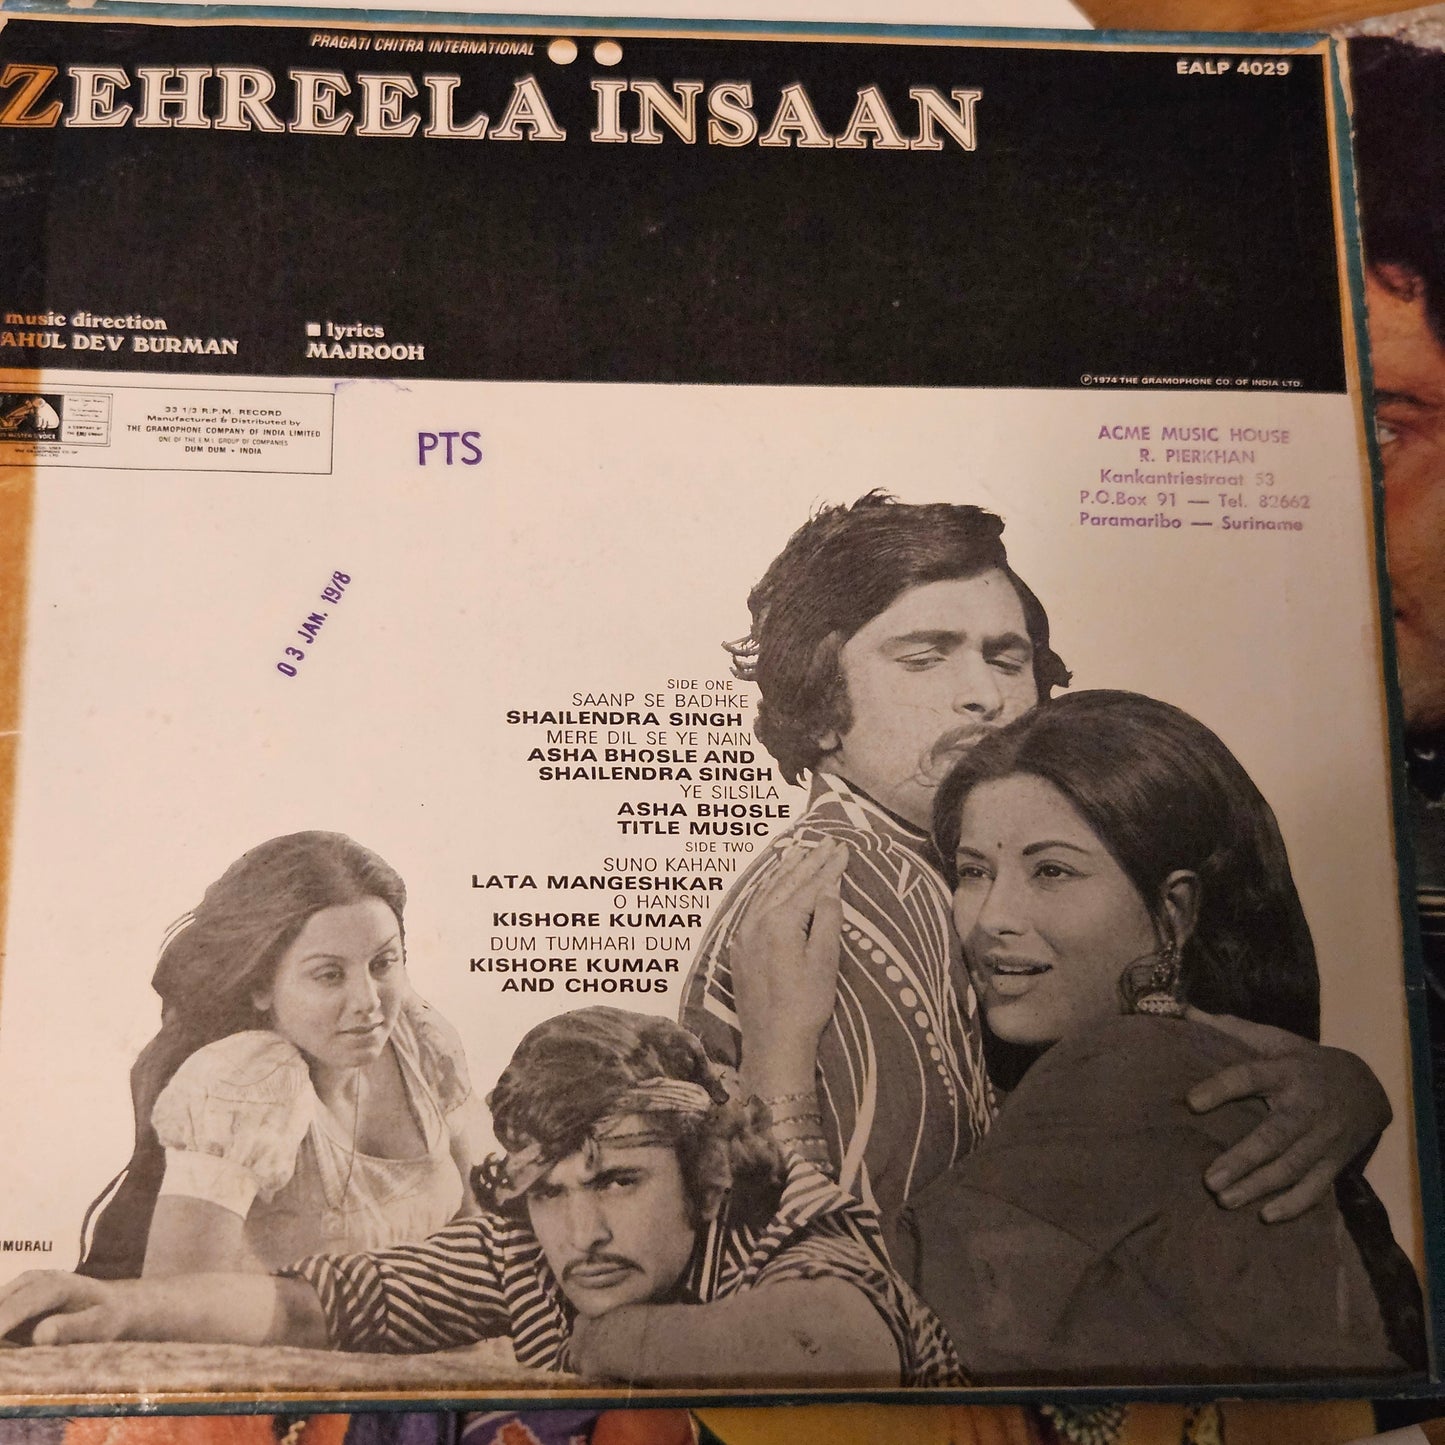 PRAGATI CHITRA INTERNATIONAL
EALP 4029
ZEHREELA INSAAN
music direction
AHUL DEV BURMAN
lyrics
MAJROOH
℗ 1974 THE GRAMOPHONE CO. OF INDIA LTD.
33 1/3 R.P.M. RECORD
Manufactured & Distributed by
THE GRAMOPHONE COMPANY OF INDIA LIMITED
ONE OF THE E.M.I. GROUP OF COMPANIES
DUM DUM • INDIA
PTS
ACME MUSIC HOUSE
R. PIERKHAN
Kankantriestraat 53
P.O.Box 91 — Tel. 82662
Paramaribo — Suriname
03 JAN. 1978
SIDE ONE
SAANP SE BADHKE
SHAILENDRA SINGH
MERE DIL SE YE NAIN
ASHA BHOSLE AND
SHAILENDRA SINGH
YE SILSILA
ASHA BHOSLE
TITLE MUSIC
SIDE TWO
SUNO KAHANI
LATA MANGESHKAR
O HANSNI
KISHORE KUMAR
DUM TUMHARI DUM
KISHORE KUMAR
AND CHORUS
MURALI